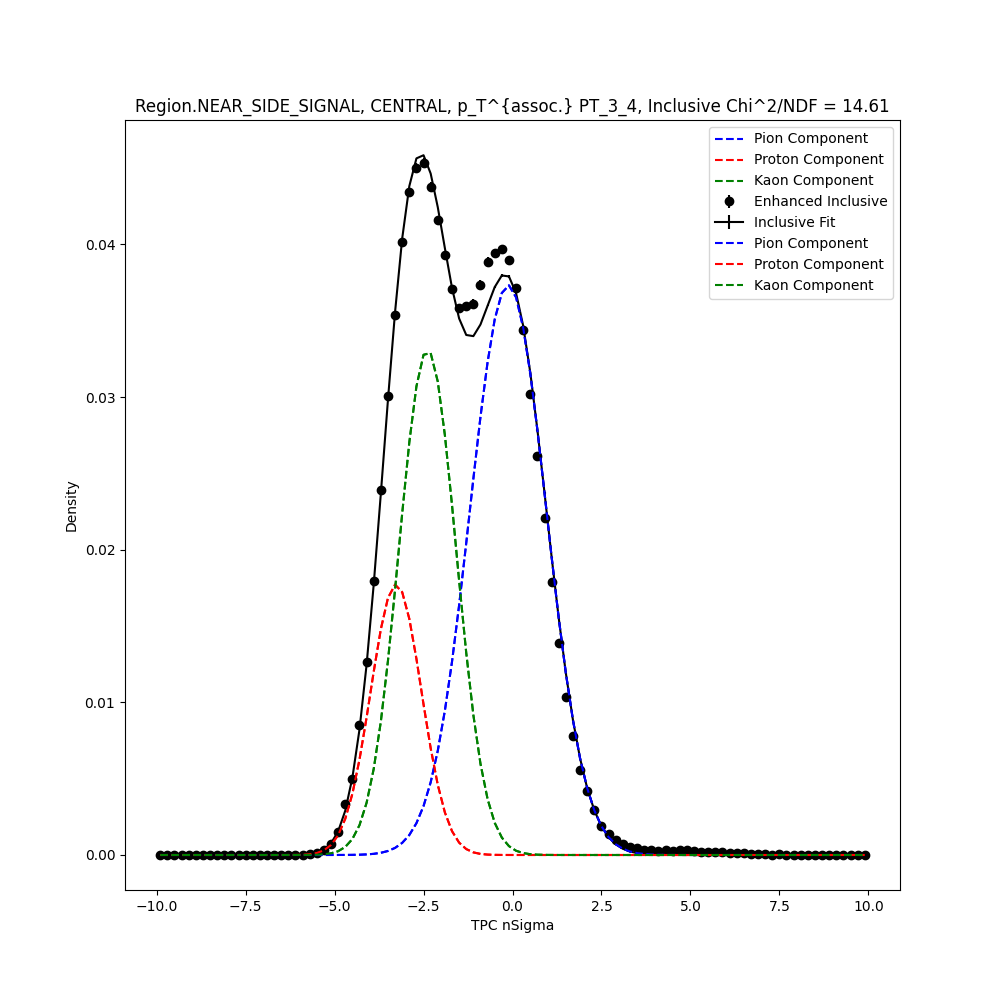 Region.NEAR_SIDE_SIGNAL, CENTRAL, p_T^{assoc.} PT_3_4, Inclusive Chi^2/NDF = 14.61
Pion Component
Proton Component
Kaon Component
Enhanced Inclusive
Inclusive Fit
Pion Component
Proton Component
Kaon Component
0.04
0.03
0.02
0.01
0.00
Density
−10.0
−7.5
−5.0
−2.5
0.0
2.5
5.0
7.5
10.0
TPC nSigma